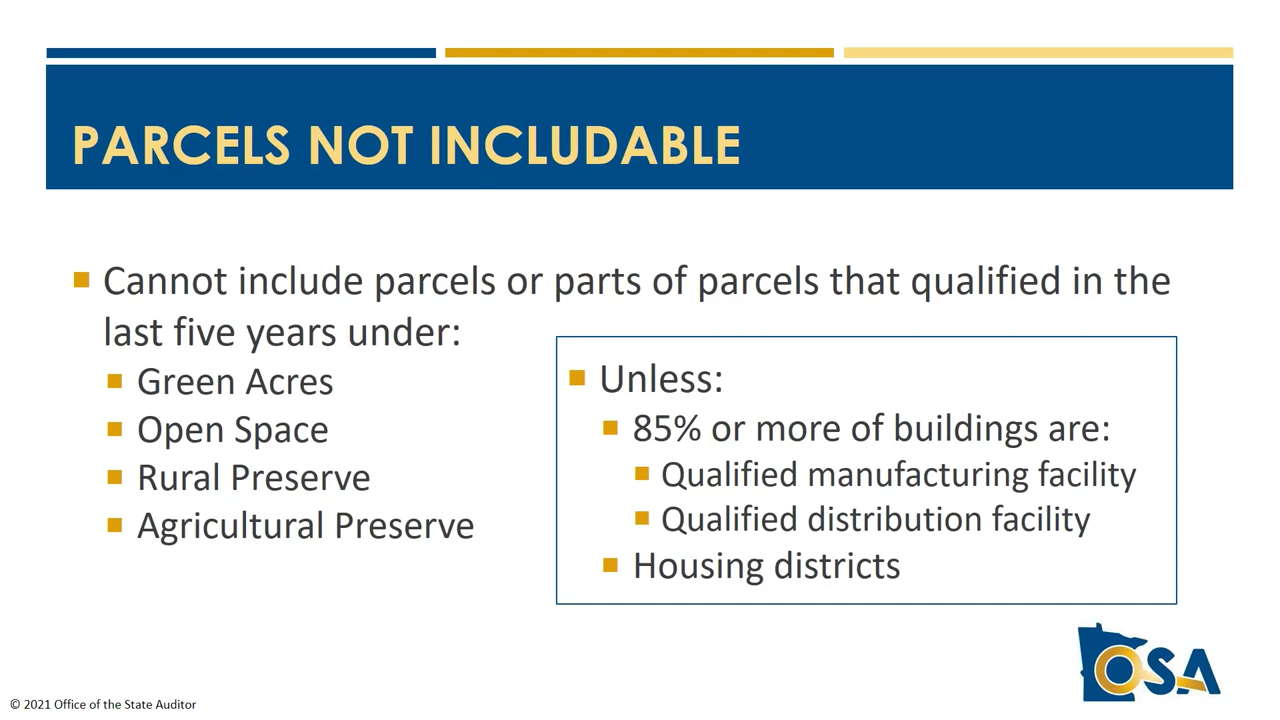 PARCELS NOT INCLUDABLE
Cannot include parcels or parts of parcels that qualified in the
last five years under:
Green Acres
Open Space
Rural Preserve
Agricultural Preserve
Unless:
85% or more of buildings are:
Qualified manufacturing facility
Qualified distribution facility
Housing districts
OSA
© 2021 Office of the State Auditor